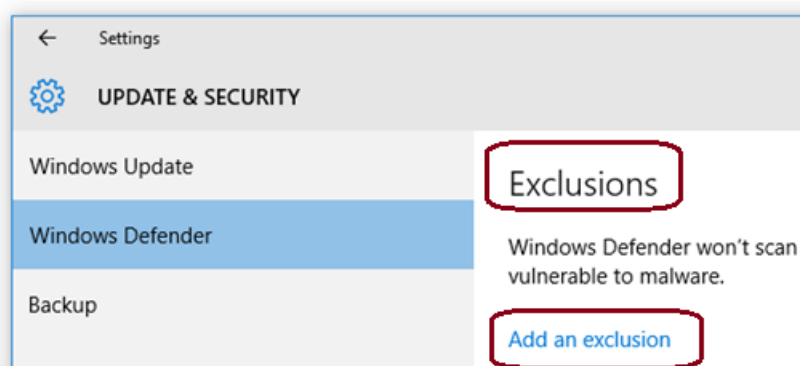 Settings
UPDATE & SECURITY
Windows Update
Windows Defender
Backup
Exclusions
Windows Defender won't scan
vulnerable to malware.
Add an exclusion